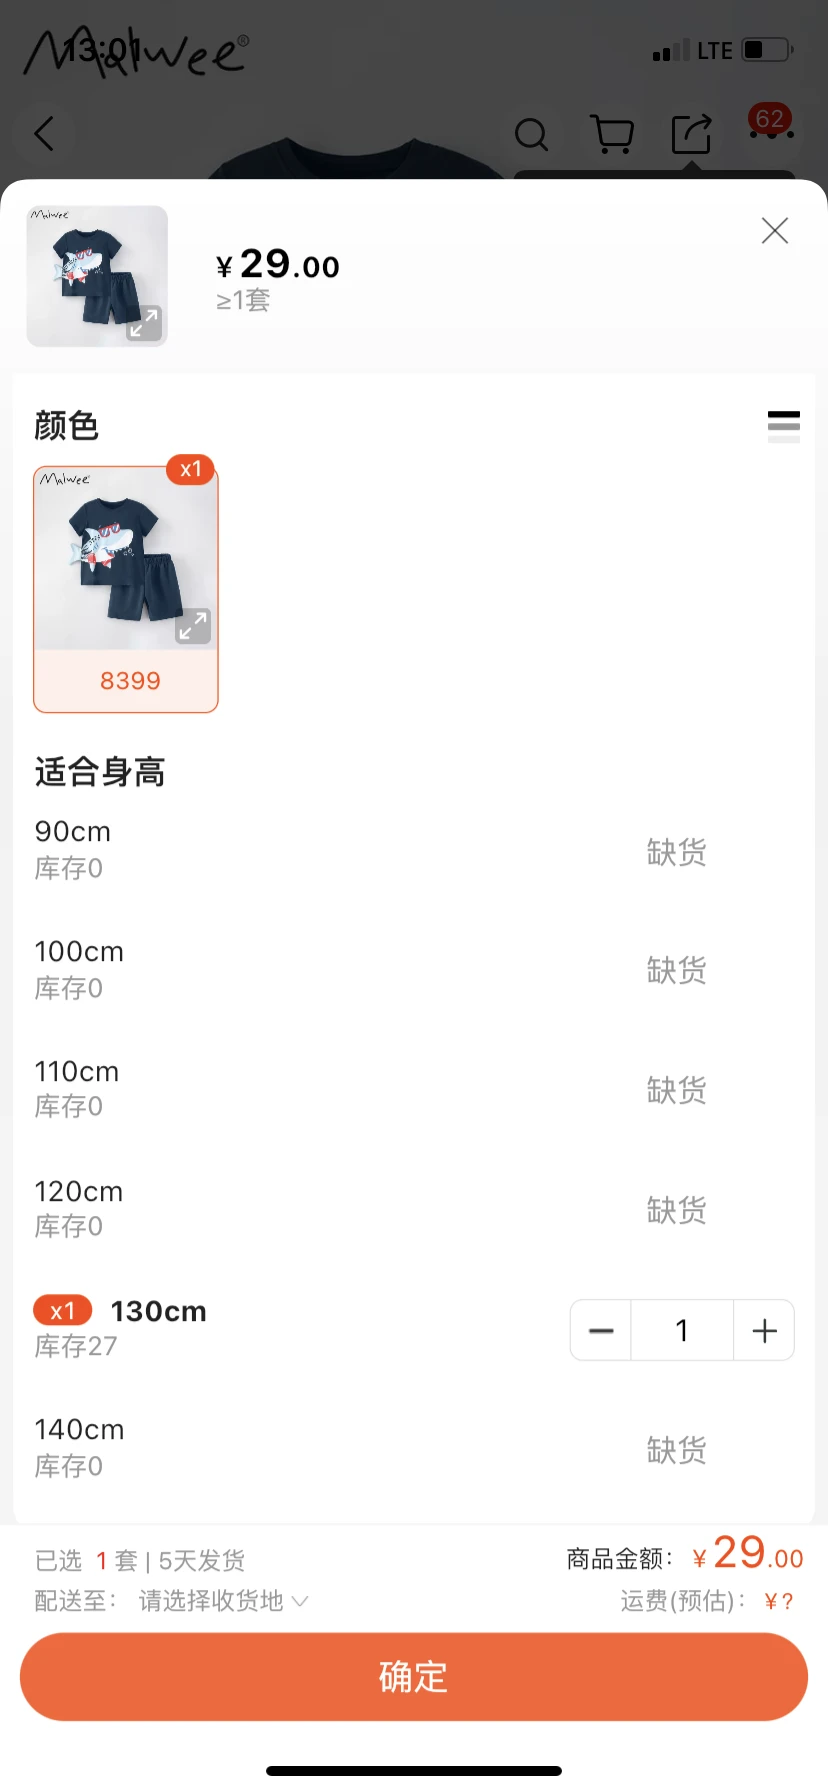 Malwee®
13:01
LTE
62
Malwee
¥29.00
≥1套
颜色
x1
Malwee
8399
适合身高
90cm
库存0
缺货
100cm
库存0
缺货
110cm
库存0
缺货
120cm
库存0
缺货
x1 130cm
库存27
1
140cm
库存0
缺货
已选 1 套 | 5天发货
商品金额: ¥29.00
配送至: 请选择收货地
运费(预估): ¥?
确定